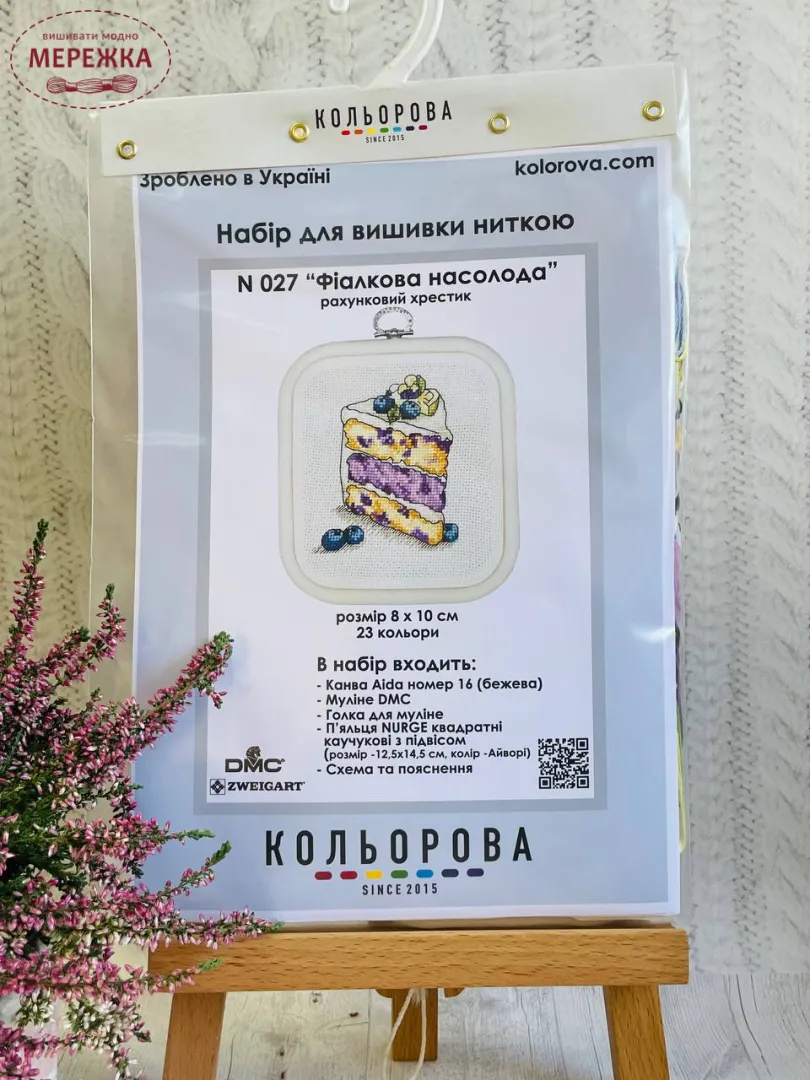 вишивати модно
МЕРЕЖКА
КОЛЬОРОВА
SINCE 2015
Зроблено в Україні
kolorova.com
Набір для вишивки ниткою
N 027 “Фіалкова насолода”
рахунковий хрестик
розмір 8 х 10 см
23 кольори
В набір входить:
- Канва Aida номер 16 (бежева)
- Муліне DMC
- Голка для муліне
- П’яльця NURGE квадратні
каучукові з підвісом
(розмір -12,5х14,5 см, колір -Айворі)
- Схема та пояснення
DMC
ZWEIGART
КОЛЬОРОВА
SINCE 2015